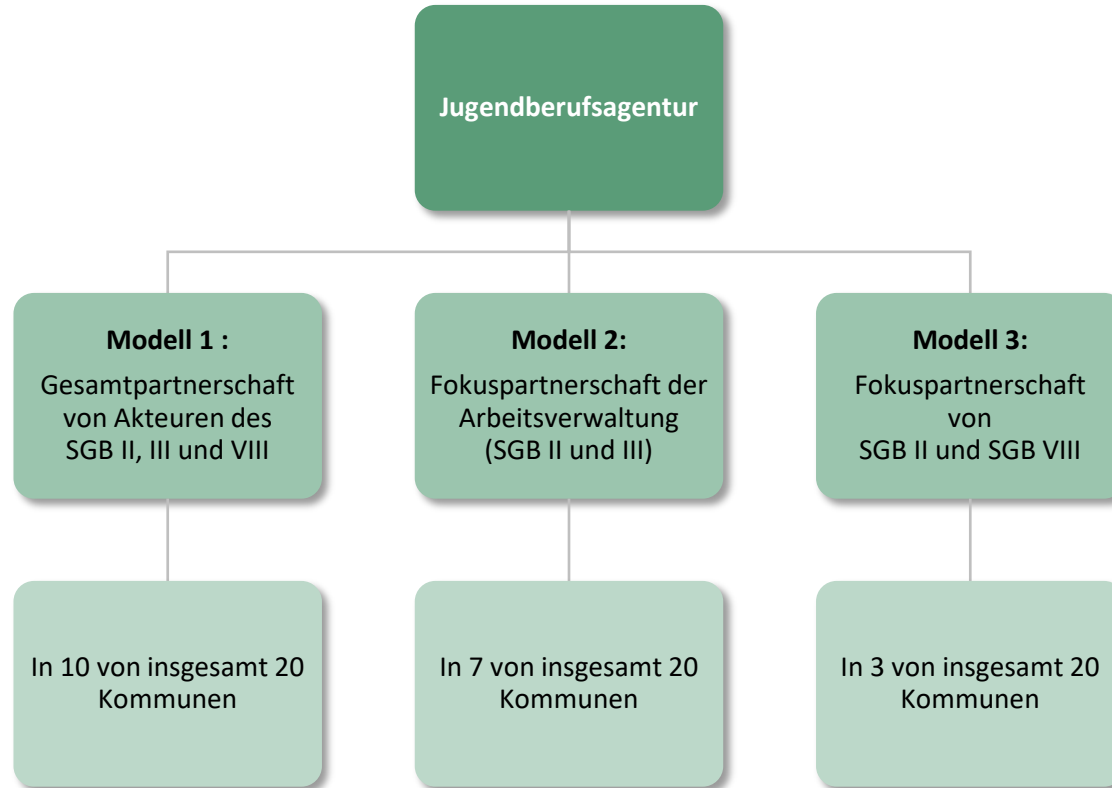 Jugendberufsagentur
Modell 1 :
Gesamtpartnerschaft
von Akteuren des
SGB II, III und VIII
Modell 2:
Fokuspartnerschaft der
Arbeitsverwaltung
(SGB II und III)
Modell 3:
Fokuspartnerschaft
von
SGB II und SGB VIII
In 10 von insgesamt 20
Kommunen
In 7 von insgesamt 20
Kommunen
In 3 von insgesamt 20
Kommunen